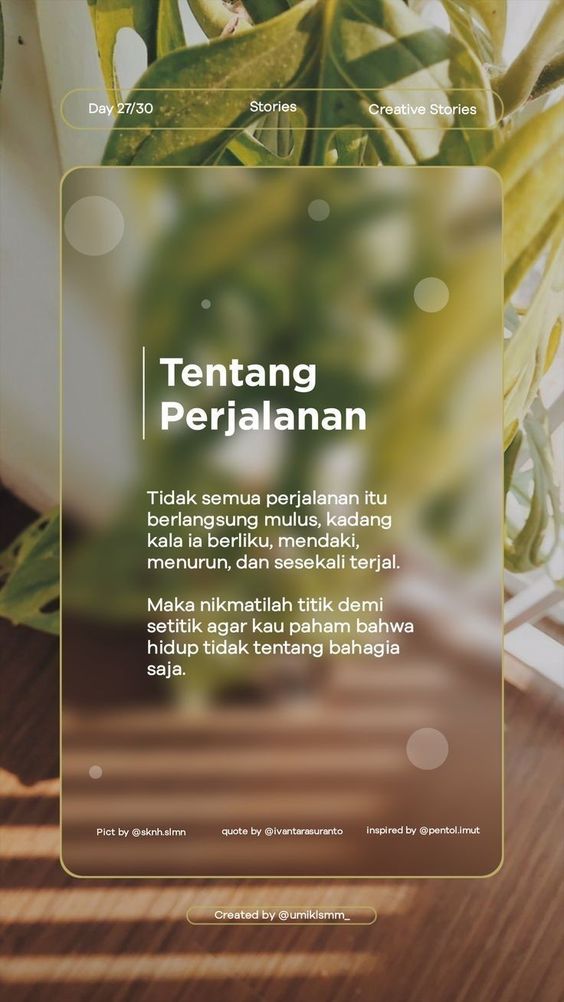 Day 27/30
Stories
Creative Stories
Tentang
Perjalanan
Tidak semua perjalanan itu
berlangsung mulus, kadang
kala ia berliku, mendaki,
menurun, dan sesekali terjal.
Maka nikmatilah titik demi
setitik agar kau paham bahwa
hidup tidak tentang bahagia
saja.
Pict by @sknh.slmn
quote by @ivantarasuranto
inspired by @pentol.imut
Created by @umiklsmm_